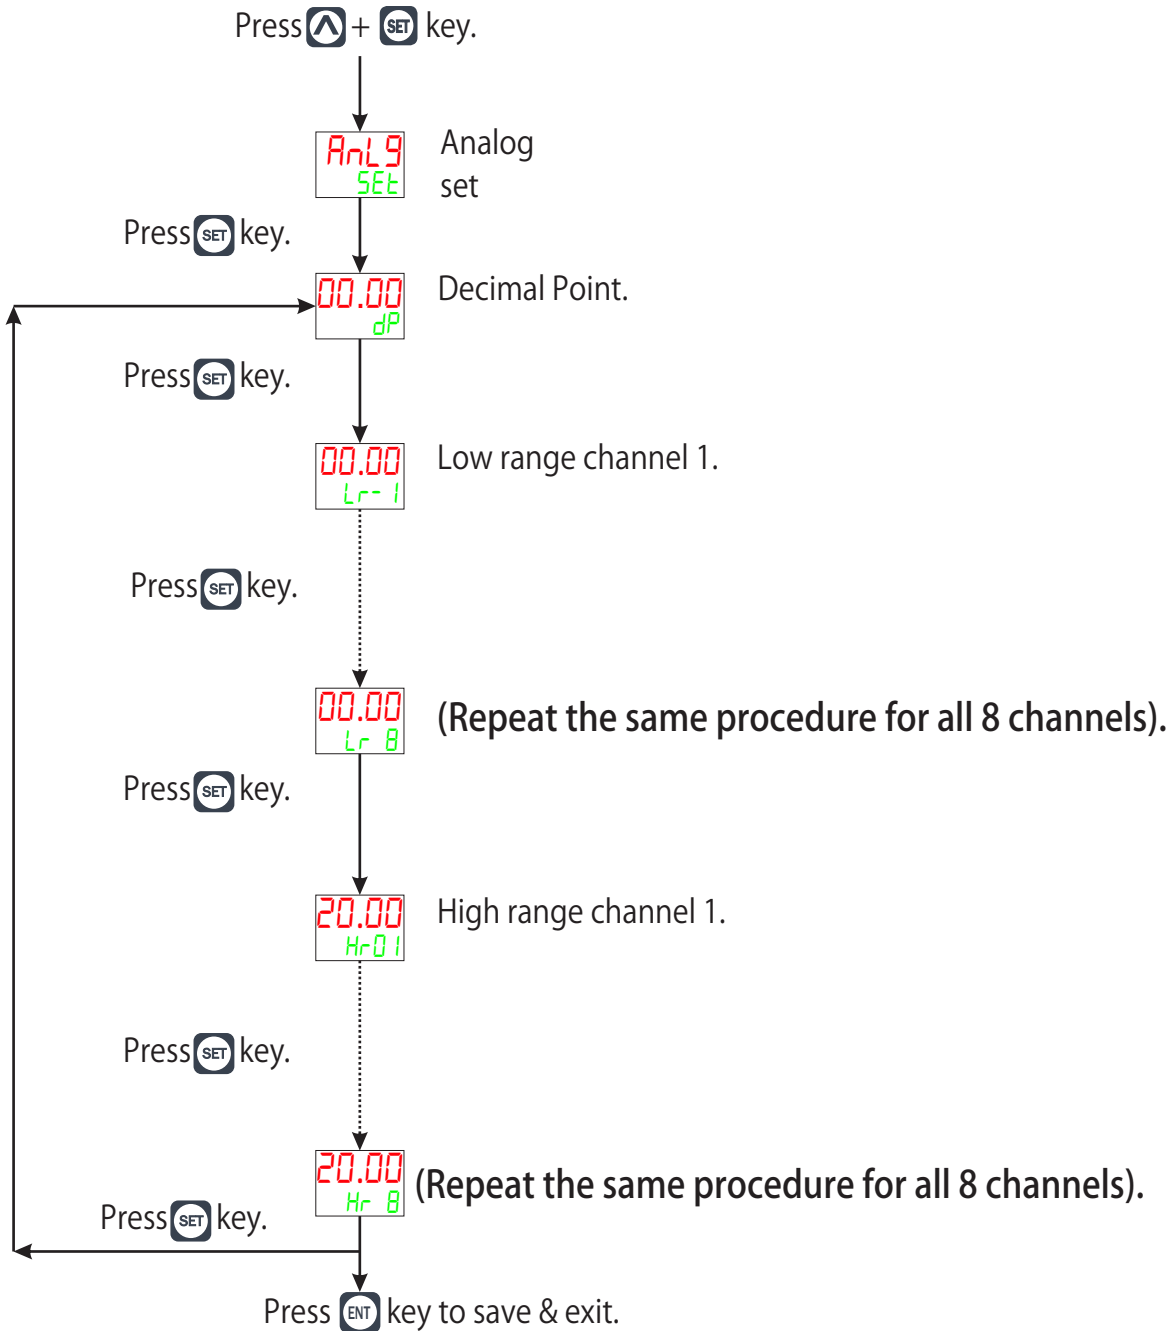 Press + SET key.
AnLg
SEt
Analog
set
Press SET key.
00.00
dP
Decimal Point.
Press SET key.
00.00
Lr-1
Low range channel 1.
Press SET key.
00.00
Lr 8
(Repeat the same procedure for all 8 channels).
Press SET key.
20.00
Hr01
High range channel 1.
Press SET key.
20.00
Hr 8
(Repeat the same procedure for all 8 channels).
Press SET key.
Press ENT key to save & exit.